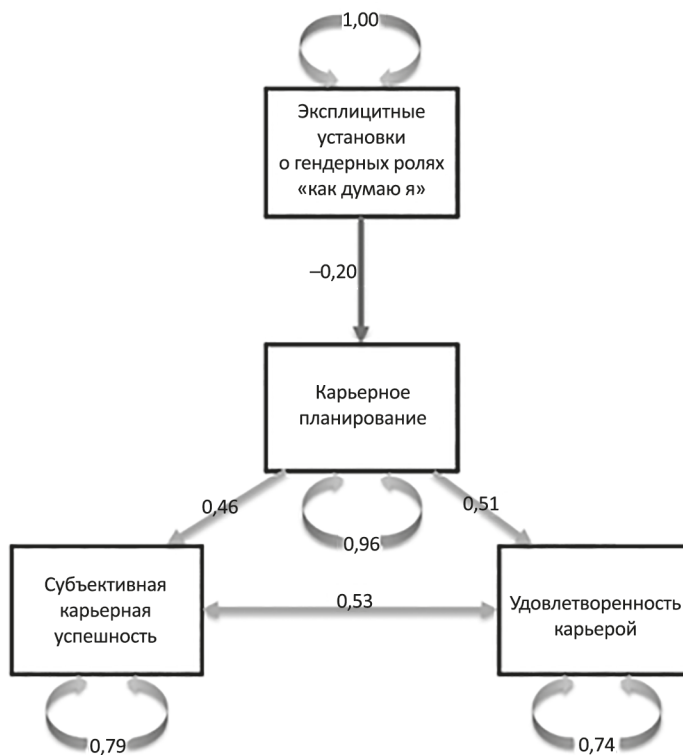 1,00
Эксплицитные
установки
о гендерных ролях
«как думаю я»
–0,20
Карьерное
планирование
0,46
0,51
0,96
Субъективная
карьерная
успешность
0,53
Удовлетворенность
карьерой
0,79
0,74